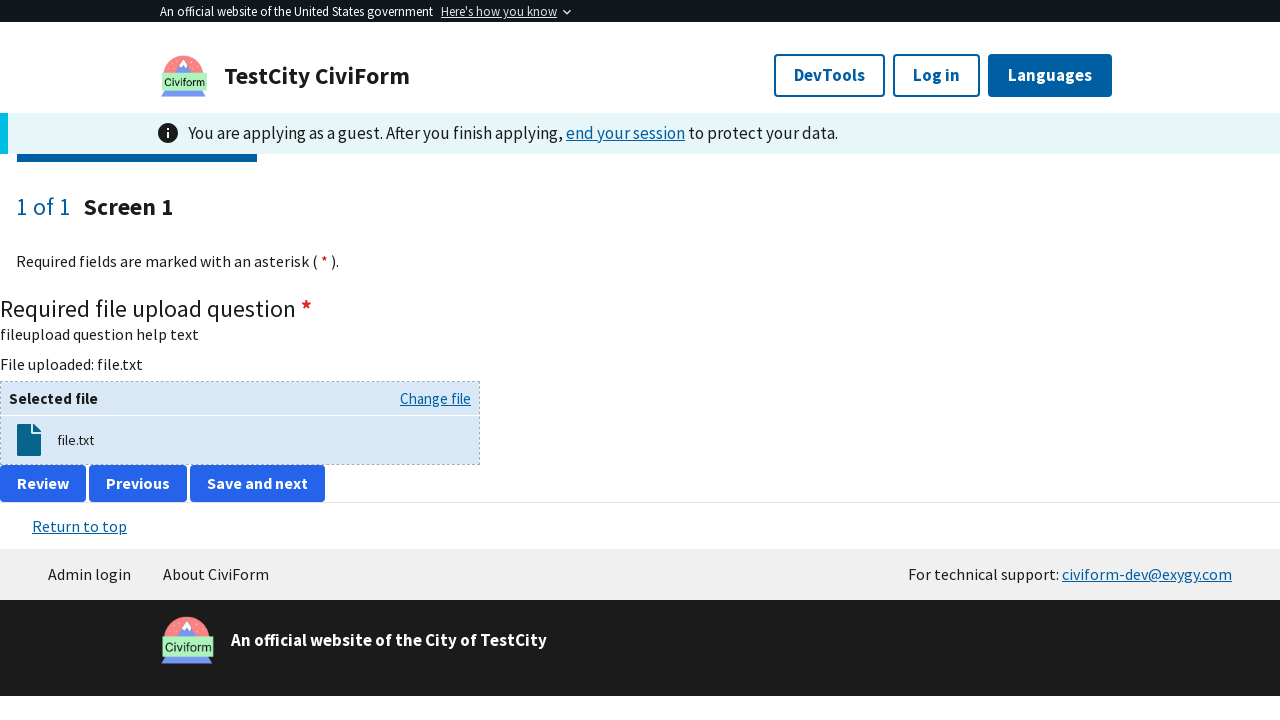 An official website of the United States government Here's how you know
Civiform
TestCity CiviForm
DevTools
Log in
Languages
You are applying as a guest. After you finish applying, end your session to protect your data.
1 of 1 Screen 1
Required fields are marked with an asterisk ( * ).
Required file upload question *
fileupload question help text
File uploaded: file.txt
Selected file
Change file
file.txt
Review
Previous
Save and next
Return to top
Admin login
About CiviForm
For technical support: civiform-dev@exygy.com
Civiform
An official website of the City of TestCity